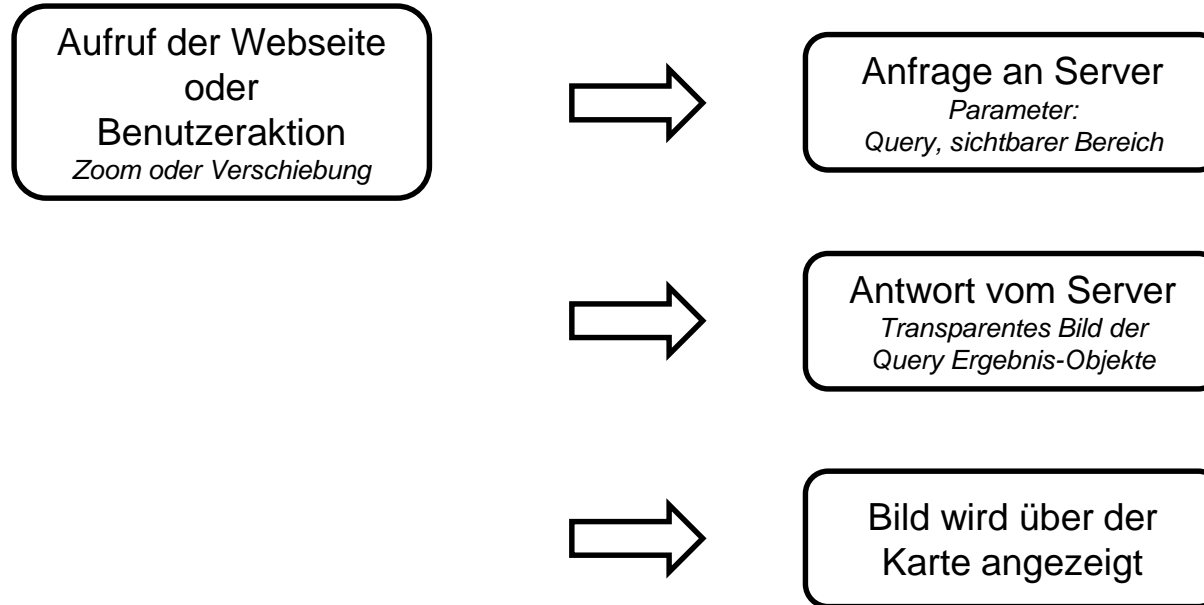 Aufruf der Webseite
oder
Benutzeraktion
Zoom oder Verschiebung
Anfrage an Server
Parameter:
Query, sichtbarer Bereich
Antwort vom Server
Transparentes Bild der
Query Ergebnis-Objekte
Bild wird über der
Karte angezeigt